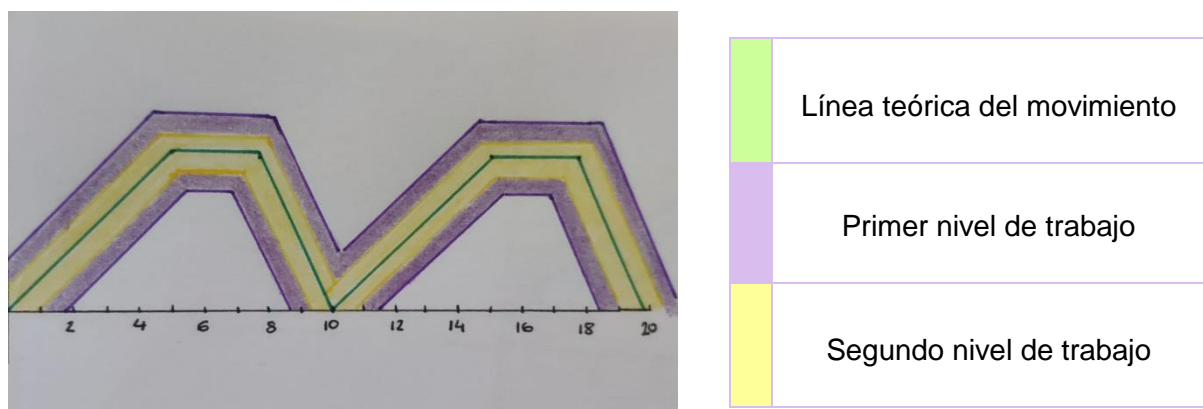 2 4 6 8 10 12 14 16 18 20
Línea teórica del movimiento
Primer nivel de trabajo
Segundo nivel de trabajo